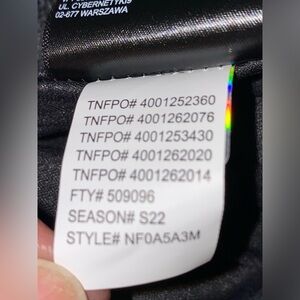 UL. CYBERNETYKI 9
02-677 WARSZAWA
TNFPO# 4001252360
TNFPO# 4001262076
TNFPO# 4001253430
TNFPO# 4001262020
TNFPO# 4001262014
FTY# 509096
SEASON# S22
STYLE# NF0A5A3M